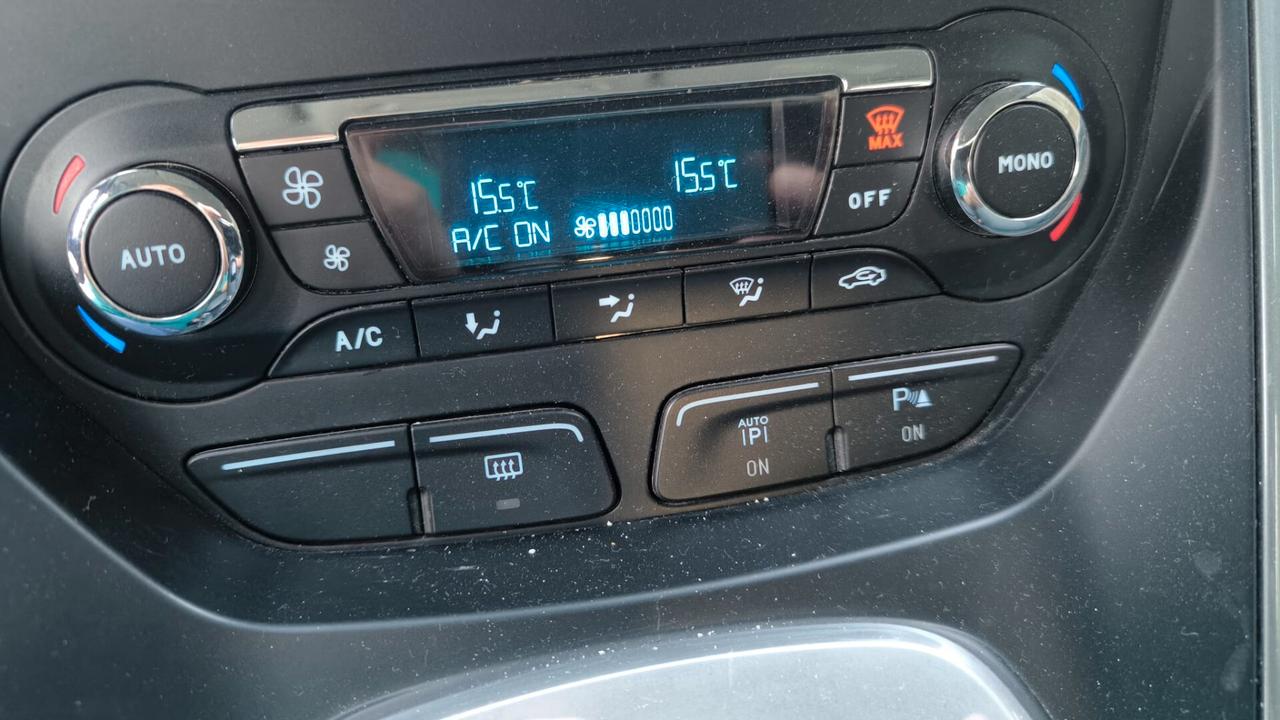 15.5°C
15.5°C
A/C ON
MAX
OFF
MONO
AUTO
A/C
AUTO
P
ON
P
ON